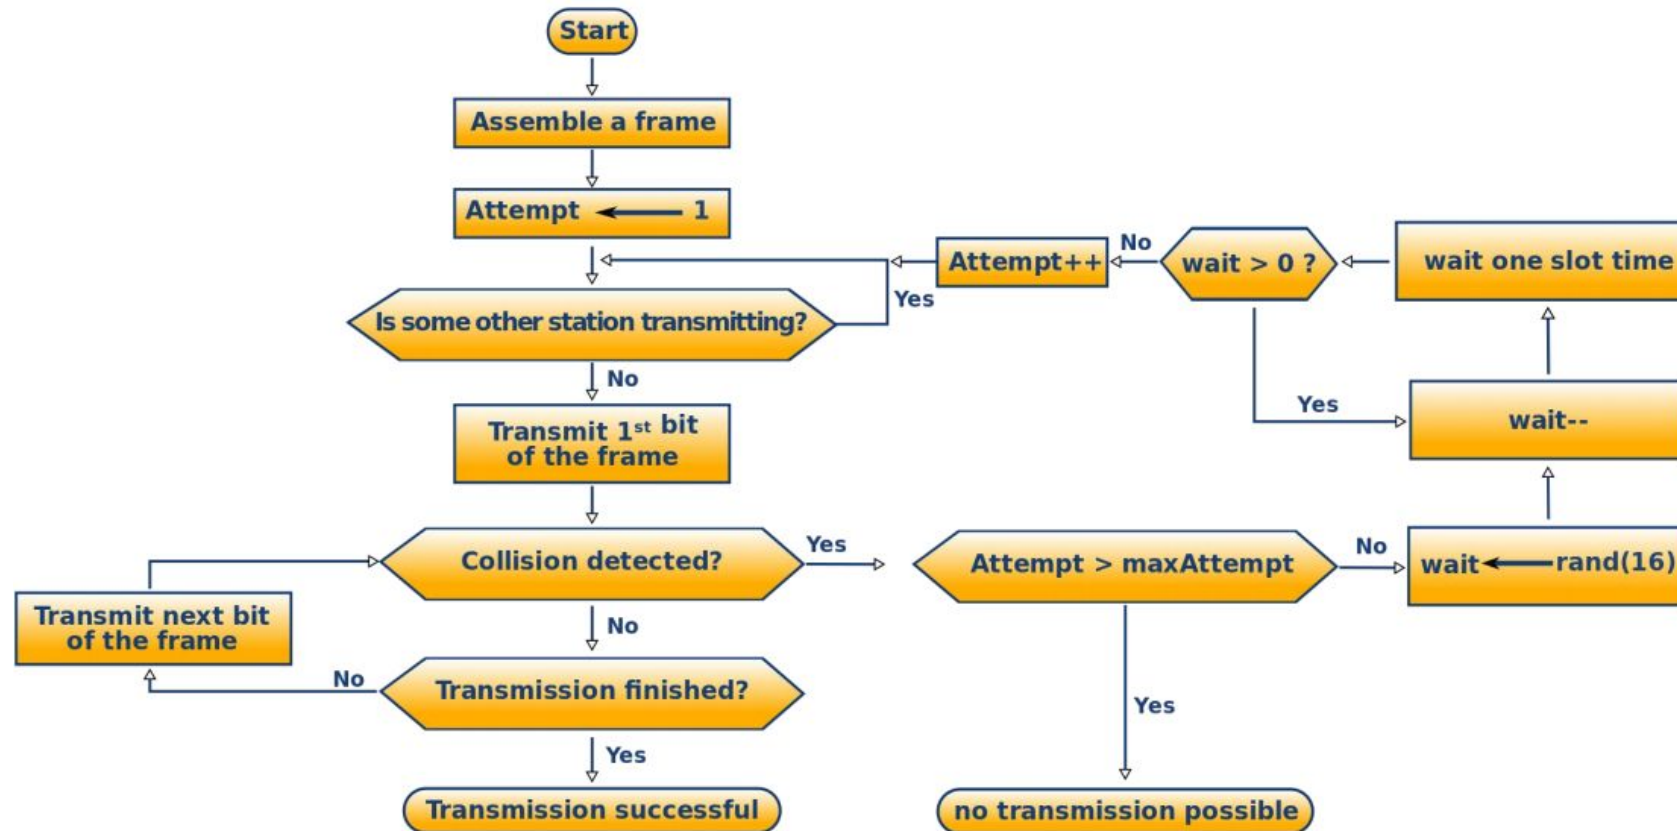 Start
Assemble a frame
Attempt 1
Attempt++
No
wait > 0 ?
wait one slot time
Is some other station transmitting?
Yes
No
Yes
wait--
Transmit 1st bit
of the frame
Collision detected?
Yes
Attempt > maxAttempt
No
wait rand(16)
Transmit next bit
of the frame
No
No
Transmission finished?
Yes
Yes
Transmission successful
no transmission possible